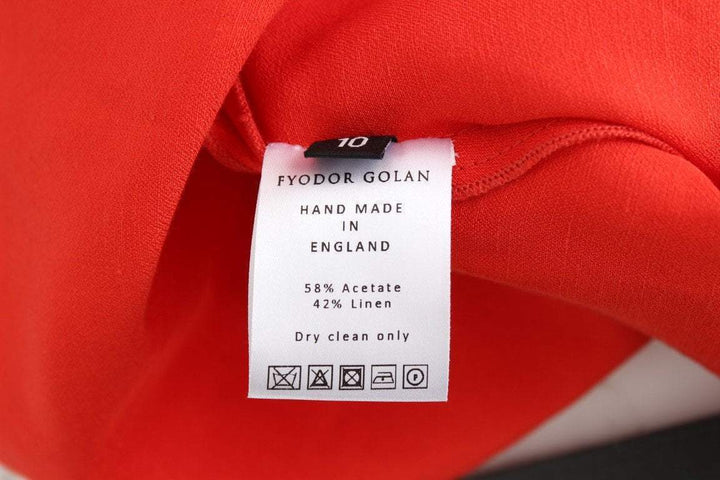 10
FYODOR GOLAN
HAND MADE
IN
ENGLAND
58% Acetate
42% Linen
Dry clean only